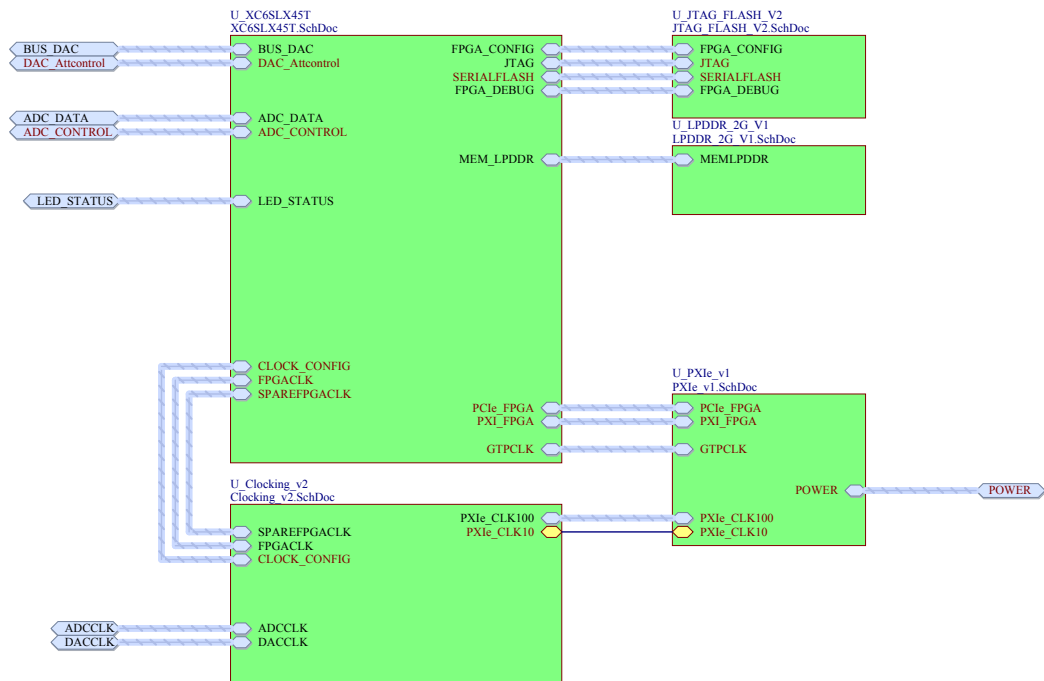 U_XC6SLX45T
XC6SLX45T.SchDoc
BUS_DAC
DAC_Attcontrol
ADC_DATA
ADC_CONTROL
LED_STATUS
BUS_DAC
DAC_Attcontrol
ADC_DATA
ADC_CONTROL
LED_STATUS
CLOCK_CONFIG
FPGACLK
SPAREFPGACLK
FPGA_CONFIG
JTAG
SERIALFLASH
FPGA_DEBUG
MEM_LPDDR
PCIe_FPGA
PXI_FPGA
GTPCLK
U_JTAG_FLASH_V2
JTAG_FLASH_V2.SchDoc
FPGA_CONFIG
JTAG
SERIALFLASH
FPGA_DEBUG
U_LPDDR_2G_V1
LPDDR_2G_V1.SchDoc
MEMLPDDR
U_PXIe_v1
PXIe_v1.SchDoc
PCIe_FPGA
PXI_FPGA
GTPCLK
POWER
POWER
PXIe_CLK100
PXIe_CLK10
U_Clocking_v2
Clocking_v2.SchDoc
PXIe_CLK100
PXIe_CLK10
SPAREFPGACLK
FPGACLK
CLOCK_CONFIG
ADCCLK
DACCLK
ADCCLK
DACCLK